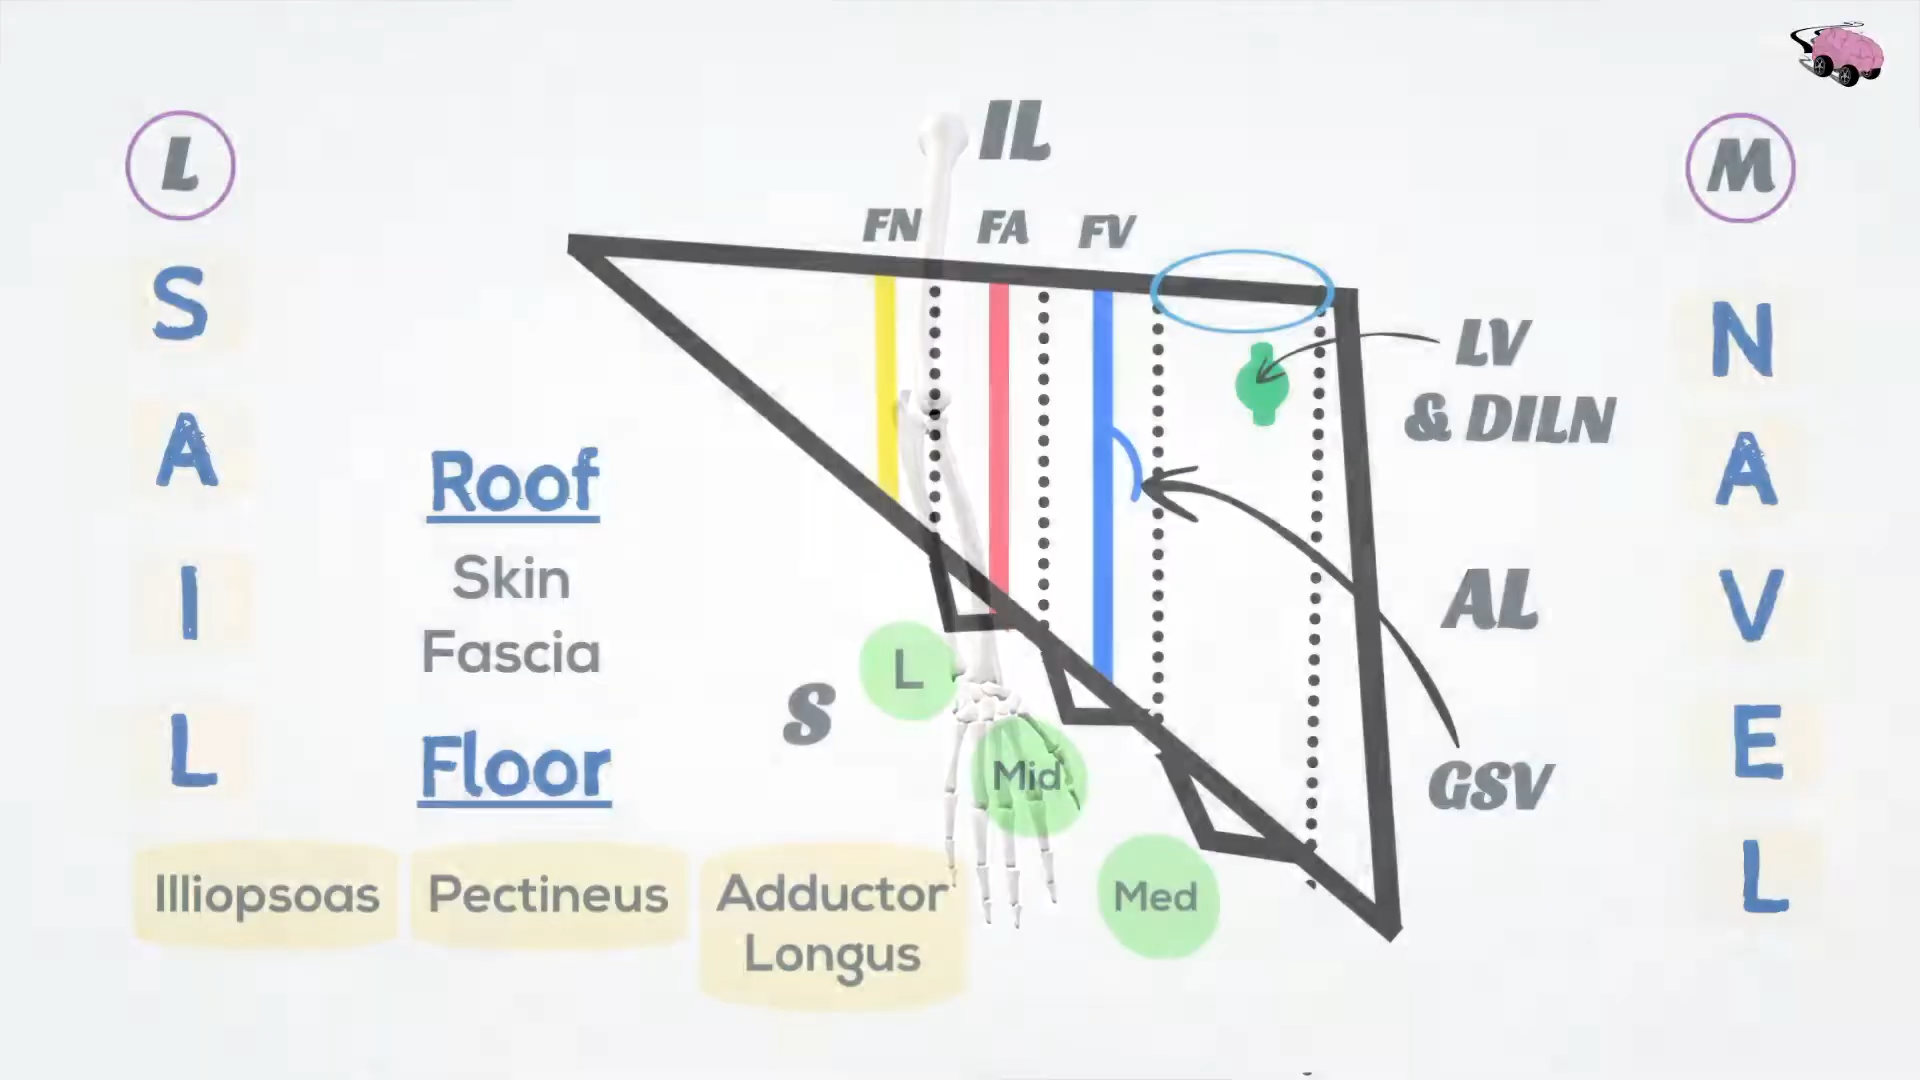 L
S
A
I
L
Roof
Skin
Fascia
Floor
Illiopsoas
Pectineus
Adductor
Longus
IL
FN
FA
FV
S
L
Mid
Med
LV
& DILN
AL
GSV
M
N
A
V
E
L